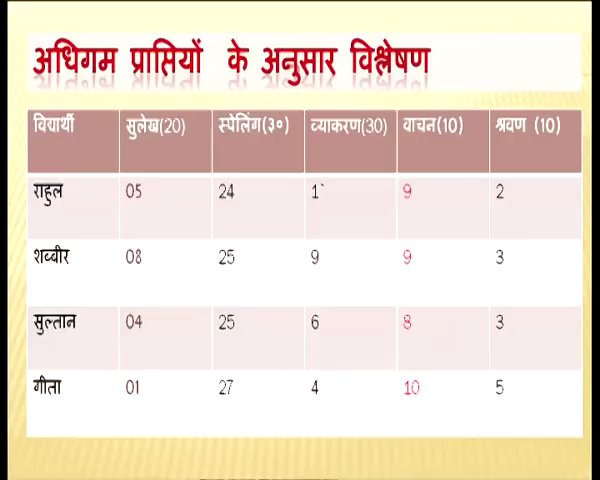 अधिगम प्राप्तियों के अनुसार विश्लेषण
विद्यार्थी सुलेख(20) स्पेलिंग(३०) व्याकरण(30) वाचन(10) श्रवण (10)
राहुल 05 24 1` 9 2
शब्बीर 08 25 9 9 3
सुल्तान 04 25 6 8 3
गीता 01 27 4 10 5